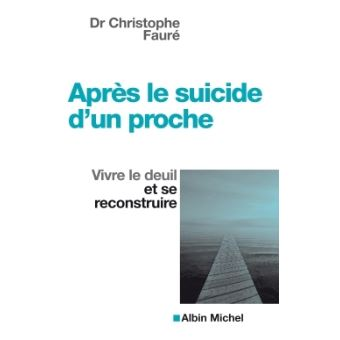 Dr Christophe
Fauré
Après le suicide
d'un proche
Vivre le deuil
et se
reconstruire
Albin Michel